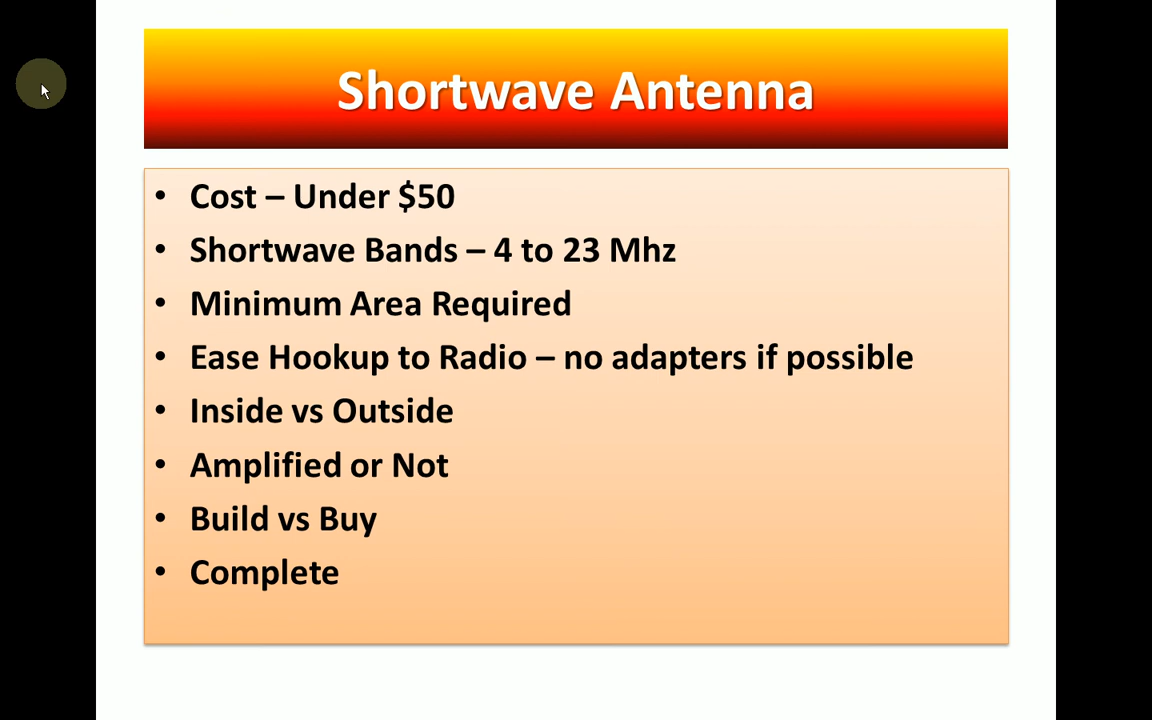 Shortwave Antenna
• Cost – Under $50
• Shortwave Bands – 4 to 23 Mhz
• Minimum Area Required
• Ease Hookup to Radio – no adapters if possible
• Inside vs Outside
• Amplified or Not
• Build vs Buy
• Complete